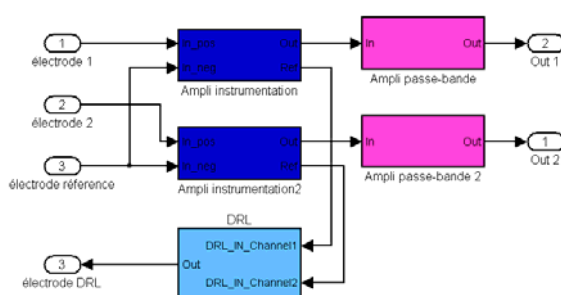 1
électrode 1
In_pos
In_neg
Out
Ret
Ampli instrumentation
In
Out
Ampli passe-bande
2
Out 1
2
électrode 2
3
électrode référence
In_pos
In_neg
Out
Ret
Ampli instrumentation2
In
Out
Ampli passe-bande 2
1
Out 2
DRL
DRL_IN_Channel1
Out
DRL_IN_Channel2
3
électrode DRL